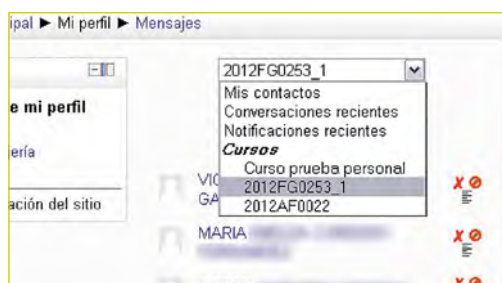 ipal ► Mi perfil ► Mensajes
e mi perfil
ería
ación del sitio
2012FG0253_1
Mis contactos
Conversaciones recientes
Notificaciones recientes
Cursos
Curso prueba personal
2012FG0253_1
2012AF0022
VIC
GA
MARIA